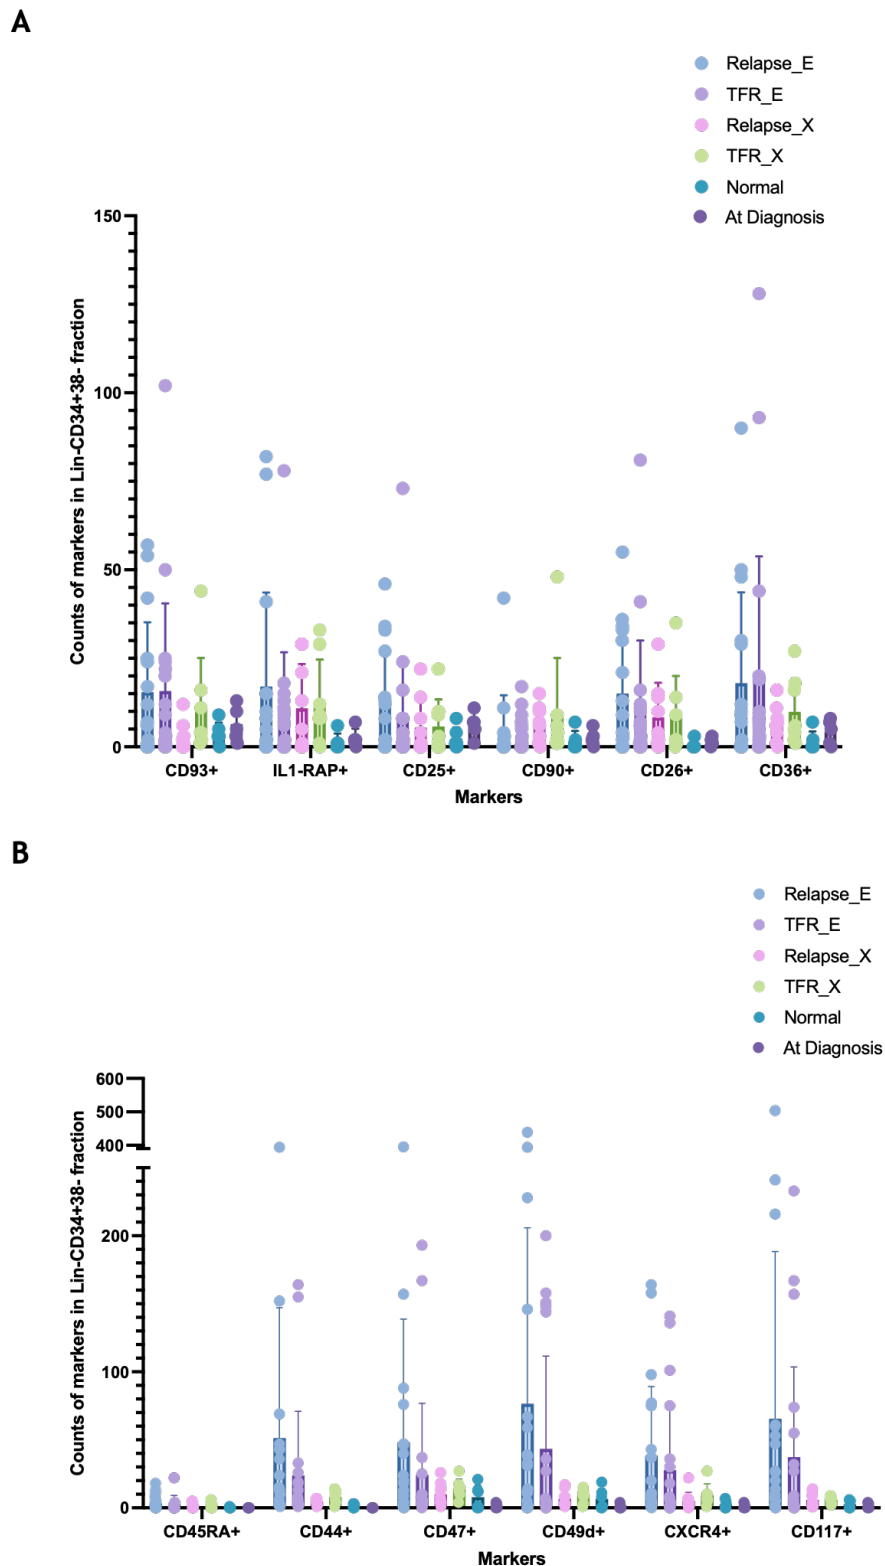 A
Relapse_E
TFR_E
Relapse_X
TFR_X
Normal
At Diagnosis
150
100
50
0
Counts of markers in Lin-CD34+38- fraction
CD93+ IL1-RAP+ CD25+ CD90+ CD26+ CD36+
Markers
B
Relapse_E
TFR_E
Relapse_X
TFR_X
Normal
At Diagnosis
600
500
400
200
100
0
Counts of markers in Lin-CD34+38- fraction
CD45RA+ CD44+ CD47+ CD49d+ CXCR4+ CD117+
Markers